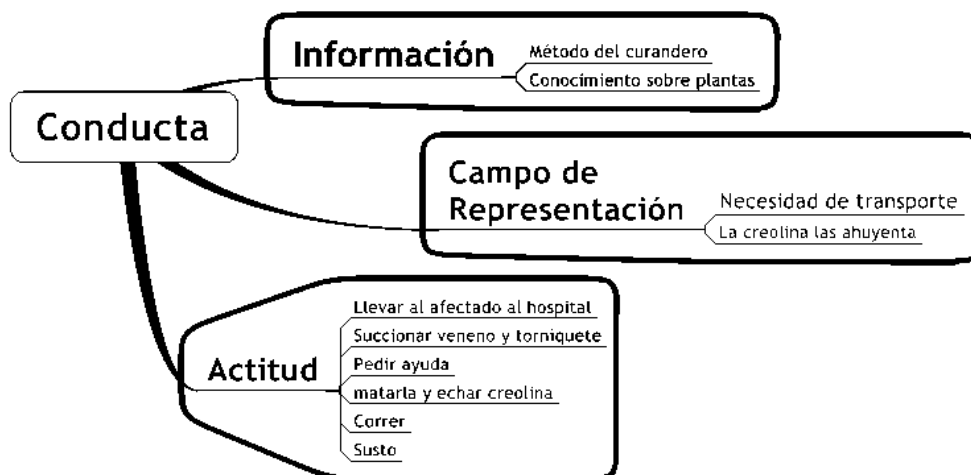 Conducta
Información
Método del curandero
Conocimiento sobre plantas
Campo de
Representación
Necesidad de transporte
La creolina las ahuyenta
Actitud
Llevar al afectado al hospital
Succionar veneno y torniquete
Pedir ayuda
matarla y echar creolina
Correr
Susto